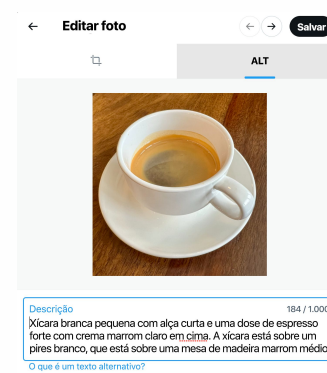 Editar foto
Salvar
ALT
Descrição
184 / 1.000
Xícara branca pequena com alça curta e uma dose de espresso
forte com crema marrom claro em cima. A xícara está sobre um
pires branco, que está sobre uma mesa de madeira marrom médio
O que é um texto alternativo?